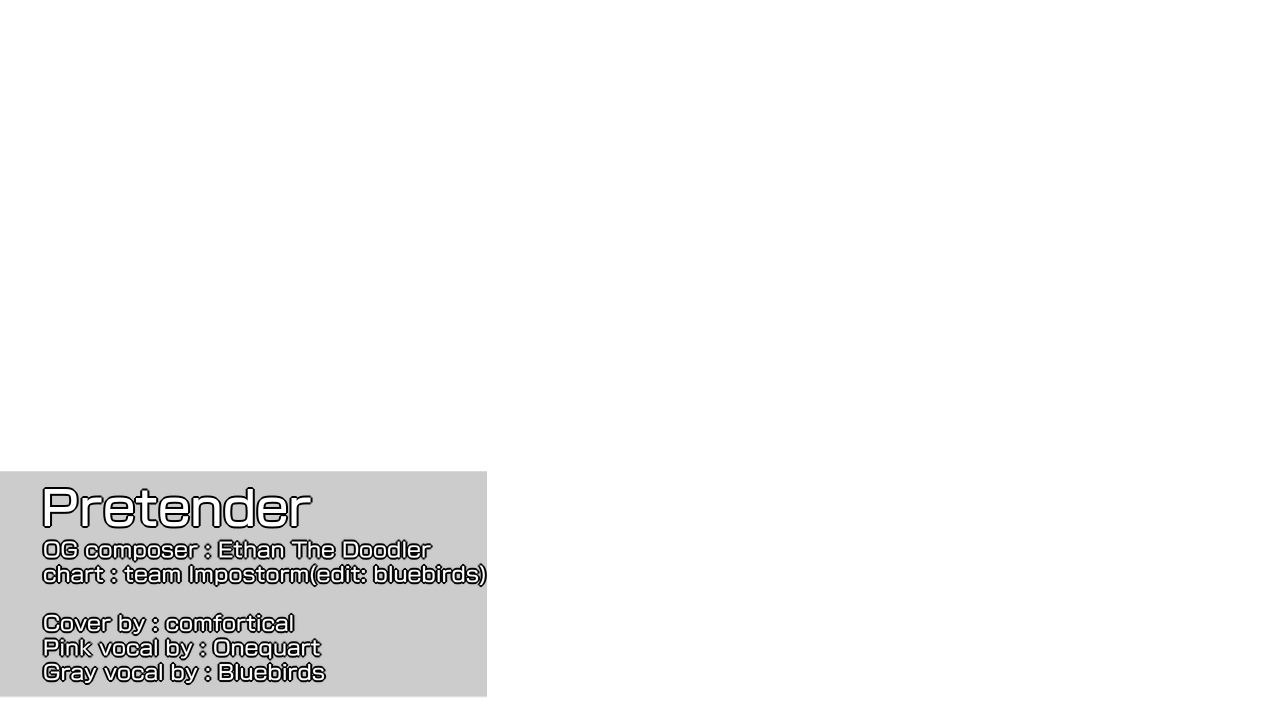 Pretender
OG composer : Ethan The Doodler
chart : team Impostorm(edit: bluebirds)
Cover by : comfortical
Pink vocal by : Onequart
Gray vocal by : Bluebirds